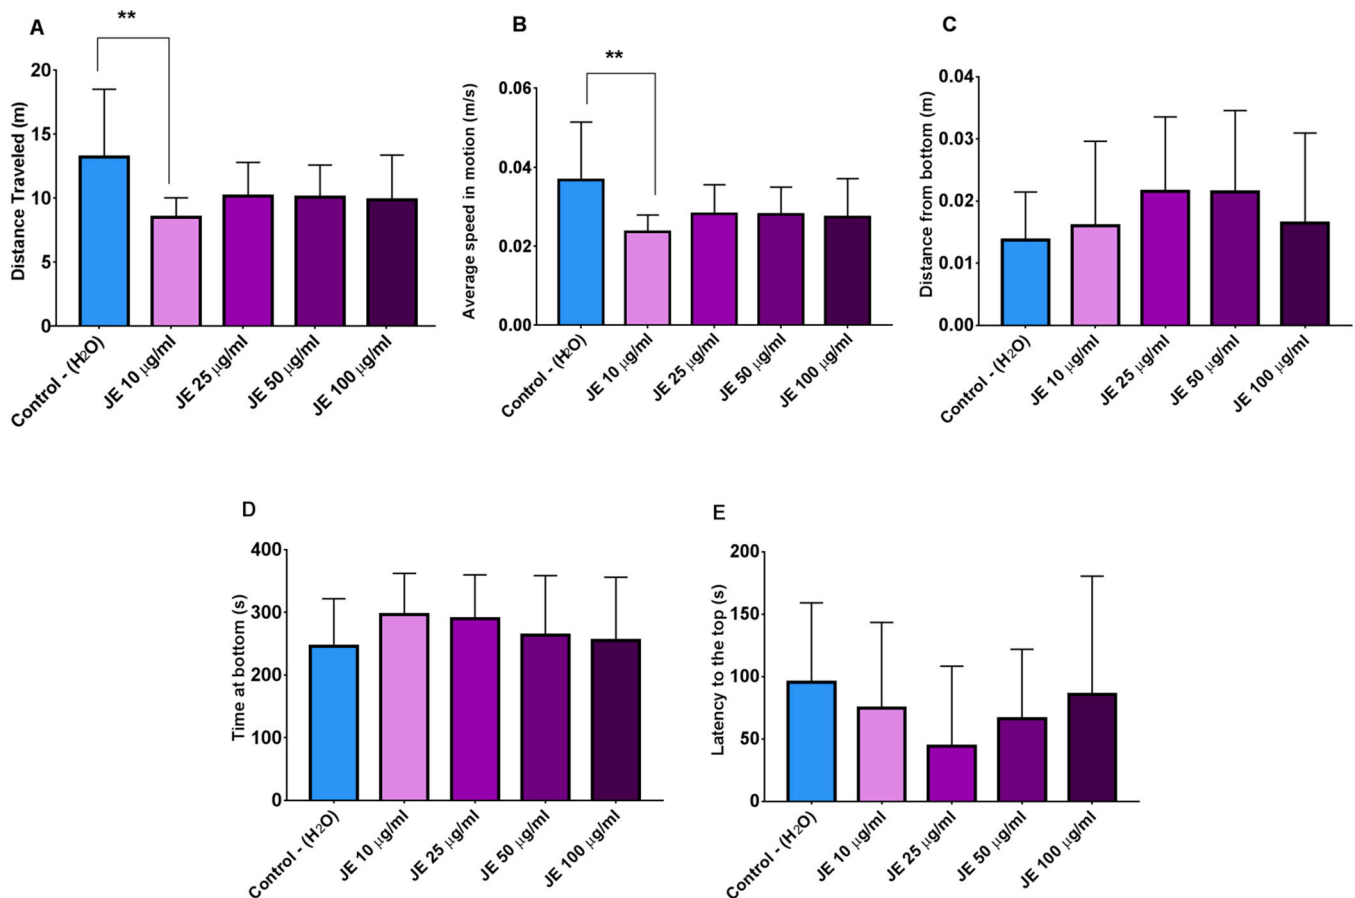 A
**
Distance Traveled (m)
20
15
10
5
0
Control - (H2O)
JE 10 µg/ml
JE 25 µg/ml
JE 50 µg/ml
JE 100 µg/ml
B
**
Average speed in motion (m/s)
0.06
0.04
0.02
0.00
Control - (H2O)
JE 10 µg/ml
JE 25 µg/ml
JE 50 µg/ml
JE 100 µg/ml
C
Distance from bottom (m)
0.04
0.03
0.02
0.01
0.00
Control - (H2O)
JE 10 µg/ml
JE 25 µg/ml
JE 50 µg/ml
JE 100 µg/ml
D
Time at bottom (s)
400
300
200
100
0
Control - (H2O)
JE 10 µg/ml
JE 25 µg/ml
JE 50 µg/ml
JE 100 µg/ml
E
Latency to the top (s)
200
150
100
50
0
Control - (H2O)
JE 10 µg/ml
JE 25 µg/ml
JE 50 µg/ml
JE 100 µg/ml